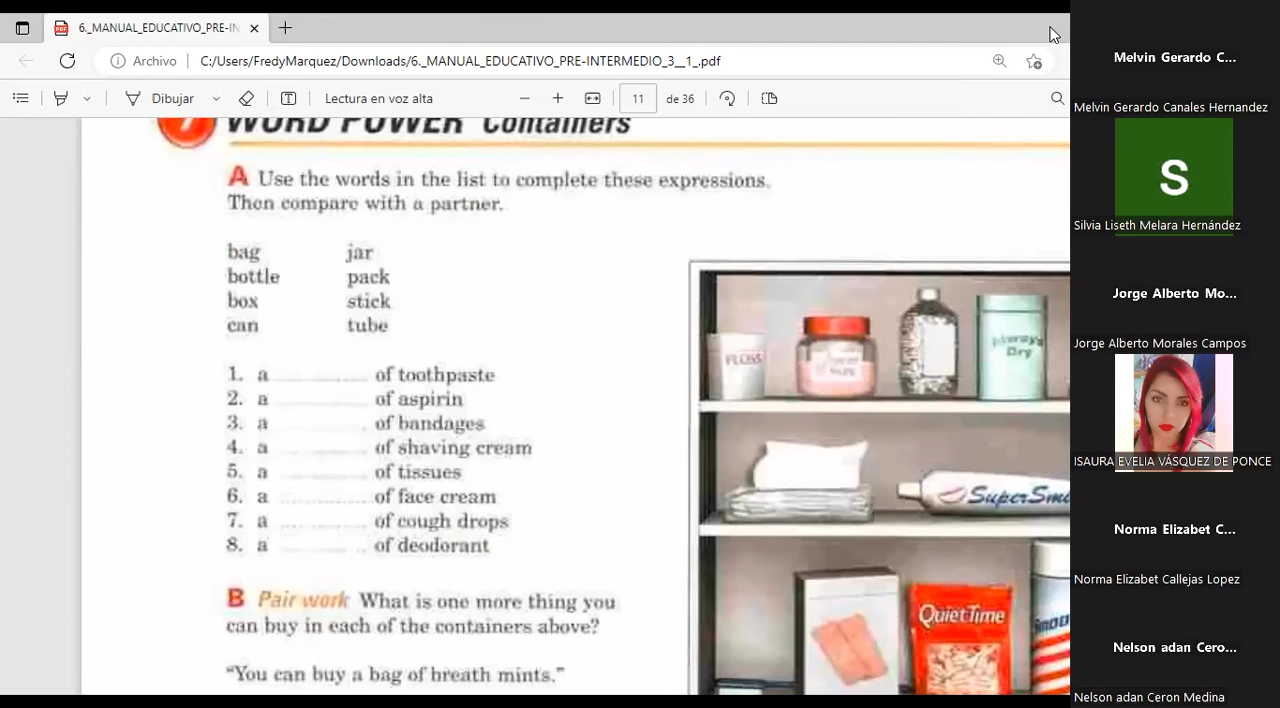 6._MANUAL_EDUCATIVO_PRE-IN
Archivo
C:/Users/FredyMarquez/Downloads/6._MANUAL_EDUCATIVO_PRE-INTERMEDIO_3__1_.pdf
Dibujar
Lectura en voz alta
11
de 36
7 WORD POWER Containers
A Use the words in the list to complete these expressions.
Then compare with a partner.
bag jar
bottle pack
box stick
can tube
1. a of toothpaste
2. a of aspirin
3. a of bandages
4. a of shaving cream
5. a of tissues
6. a of face cream
7. a of cough drops
8. a of deodorant
B Pair work What is one more thing you
can buy in each of the containers above?
"You can buy a bag of breath mints."
FLOSS
Always
Dry
SuperSmi
QuietTime
Smoo
Melvin Gerardo C...
Melvin Gerardo Canales Hernandez
S
Silvia Liseth Melara Hernández
Jorge Alberto Mo...
Jorge Alberto Morales Campos
ISAURA EVELIA VÁSQUEZ DE PONCE
Norma Elizabet C...
Norma Elizabet Callejas Lopez
Nelson adan Cero...
Nelson adan Ceron Medina